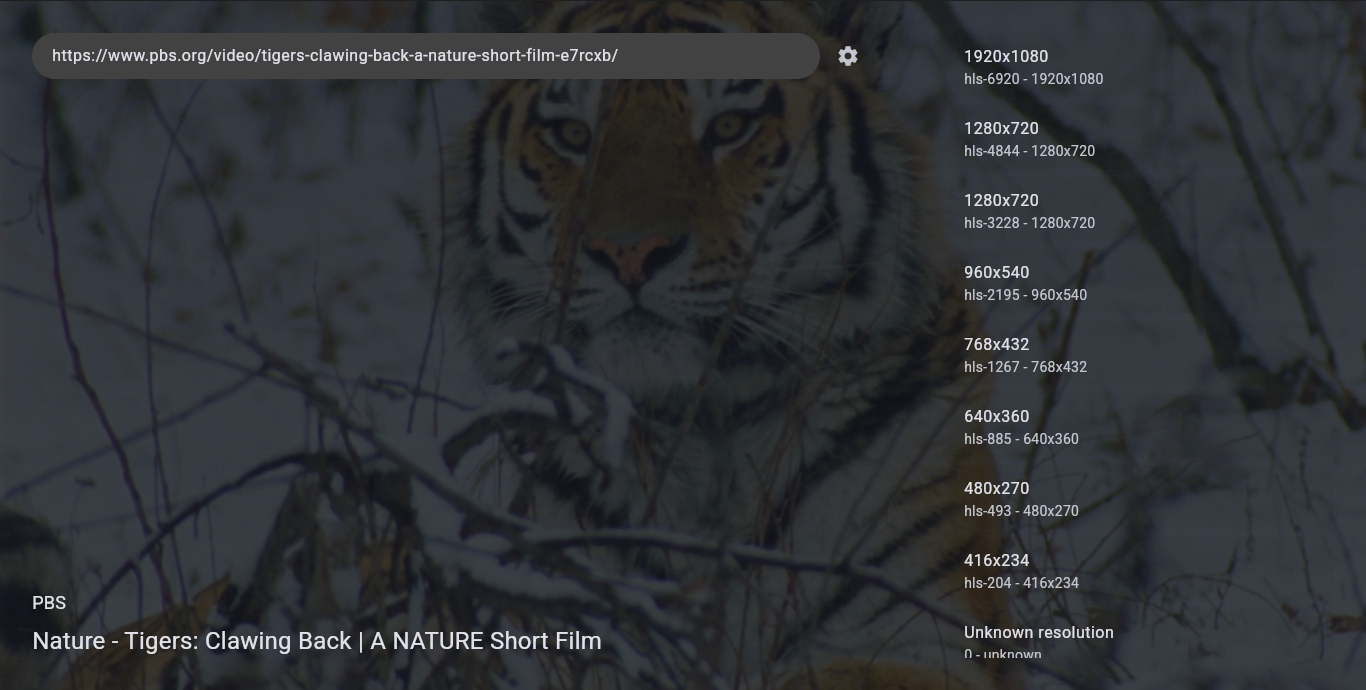 https://www.pbs.org/video/tigers-clawing-back-a-nature-short-film-e7rcxb/
1920x1080
hls-6920 - 1920x1080
1280x720
hls-4844 - 1280x720
1280x720
hls-3228 - 1280x720
960x540
hls-2195 - 960x540
768x432
hls-1267 - 768x432
640x360
hls-885 - 640x360
480x270
hls-493 - 480x270
416x234
hls-204 - 416x234
Unknown resolution
0 - unknown
PBS
Nature - Tigers: Clawing Back | A NATURE Short Film